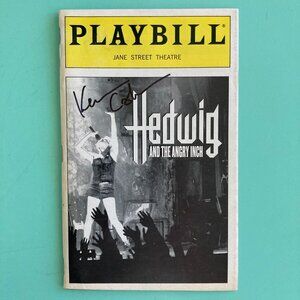 PLAYBILL®
JANE STREET THEATRE
Hedwig
AND THE ANGRY INCH